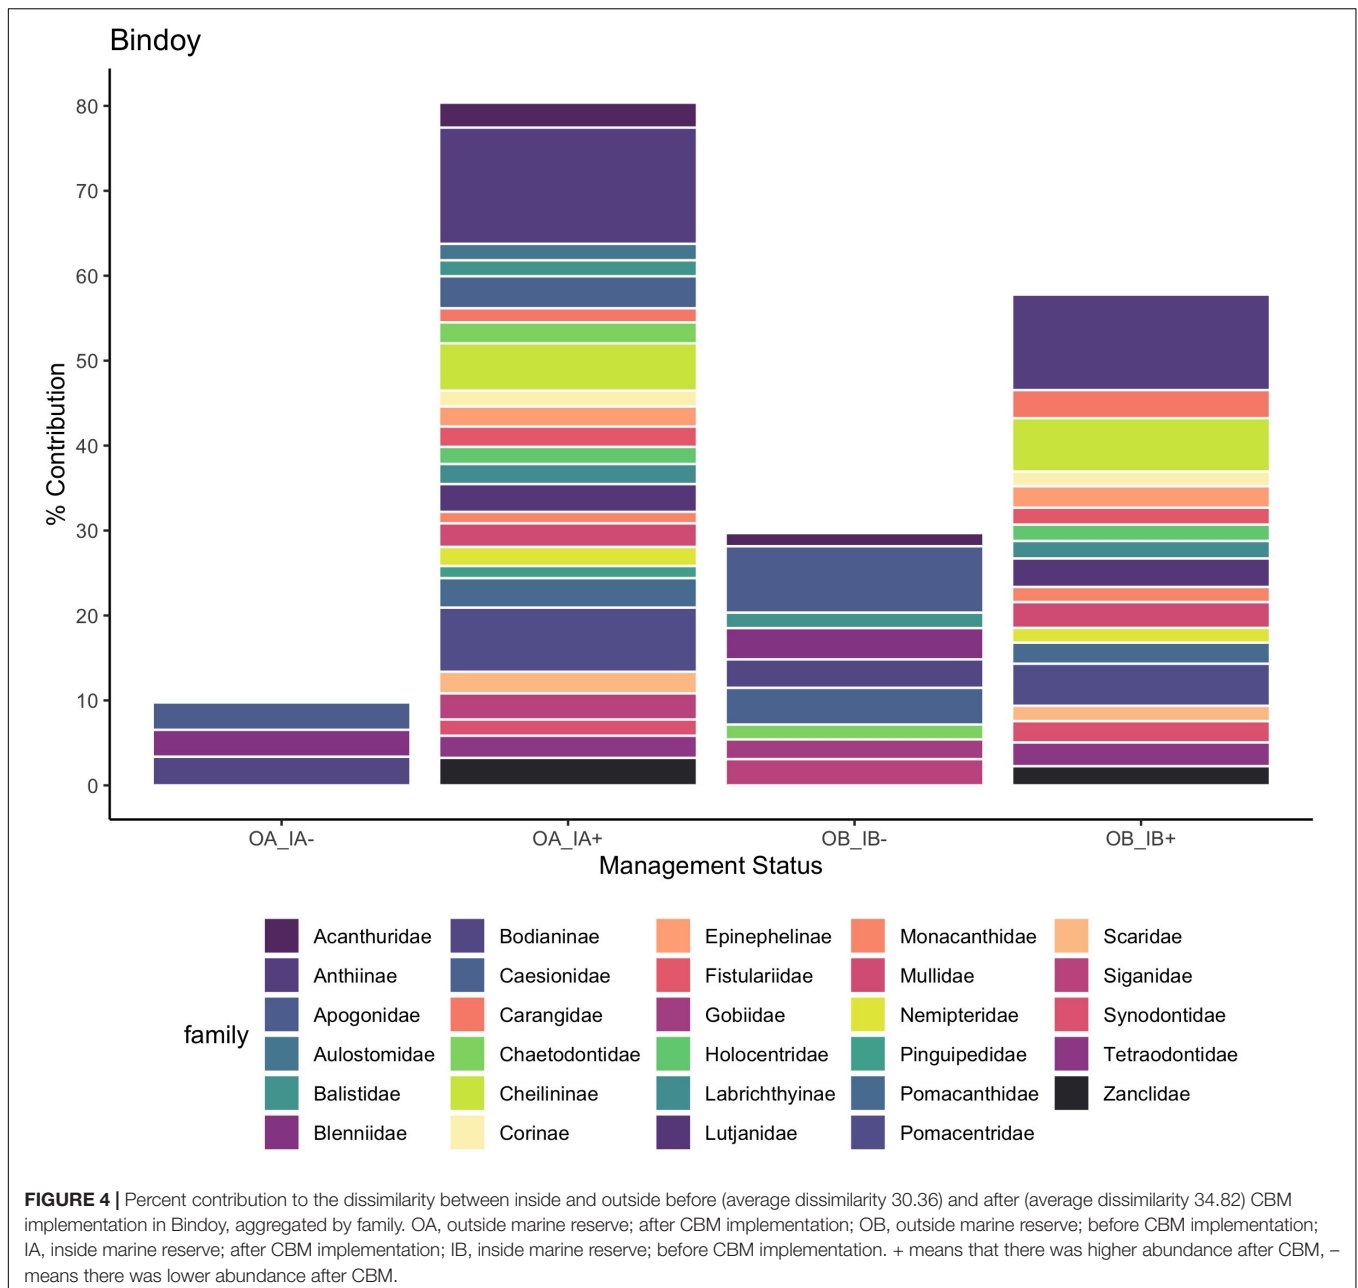 Bindoy
80
70
60
50
40
30
20
10
0
% Contribution
OA_IA- OA_IA+ OB_IB- OB_IB+
Management Status
family
Acanthuridae Bodianinae Epinephelinae Monacanthidae Scaridae
Anthiinae Caesionidae Fistulariidae Mullidae Siganidae
Apogonidae Carangidae Gobiidae Nemipteridae Synodontidae
Aulostomidae Chaetodontidae Holocentridae Pinguipedidae Tetraodontidae
Balistidae Cheilininae Labrichthyinae Pomacanthidae Zanclidae
Blenniidae Corinae Lutjanidae Pomacentridae
FIGURE 4 | Percent contribution to the dissimilarity between inside and outside before (average dissimilarity 30.36) and after (average dissimilarity 34.82) CBM
implementation in Bindoy, aggregated by family. OA, outside marine reserve; after CBM implementation; OB, outside marine reserve; before CBM implementation;
IA, inside marine reserve; after CBM implementation; IB, inside marine reserve; before CBM implementation. + means that there was higher abundance after CBM, –
means there was lower abundance after CBM.